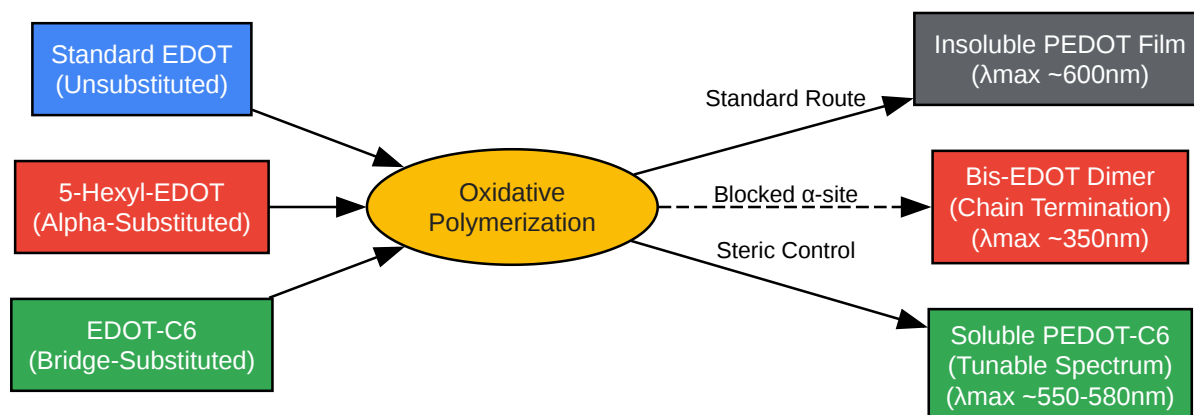 Standard EDOT
(Unsubstituted)
5-Hexyl-EDOT
(Alpha-Substituted)
EDOT-C6
(Bridge-Substituted)
Oxidative
Polymerization
Standard Route
Blocked α-site
Steric Control
Insoluble PEDOT Film
(λmax ~600nm)
Bis-EDOT Dimer
(Chain Termination)
(λmax ~350nm)
Soluble PEDOT-C6
(Tunable Spectrum)
(λmax ~550-580nm)